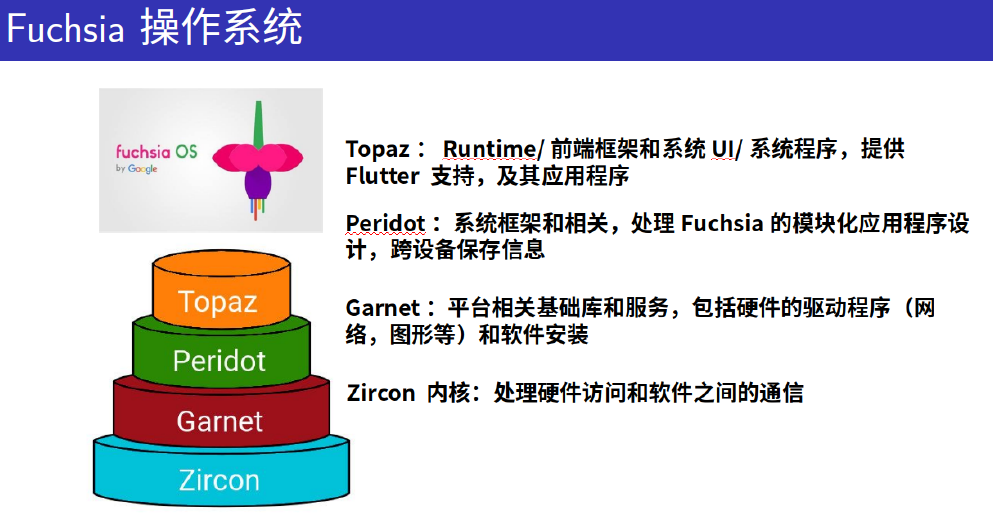 Fuchsia 操作系统
fuchsia OS
by Google
Topaz： Runtime/ 前端框架和系统 UI/ 系统程序，提供
Flutter 支持，及其应用程序
Peridot：系统框架和相关，处理 Fuchsia 的模块化应用程序设
计，跨设备保存信息
Garnet：平台相关基础库和服务，包括硬件的驱动程序（网
络，图形等）和软件安装
Zircon 内核：处理硬件访问和软件之间的通信
Topaz
Peridot
Garnet
Zircon